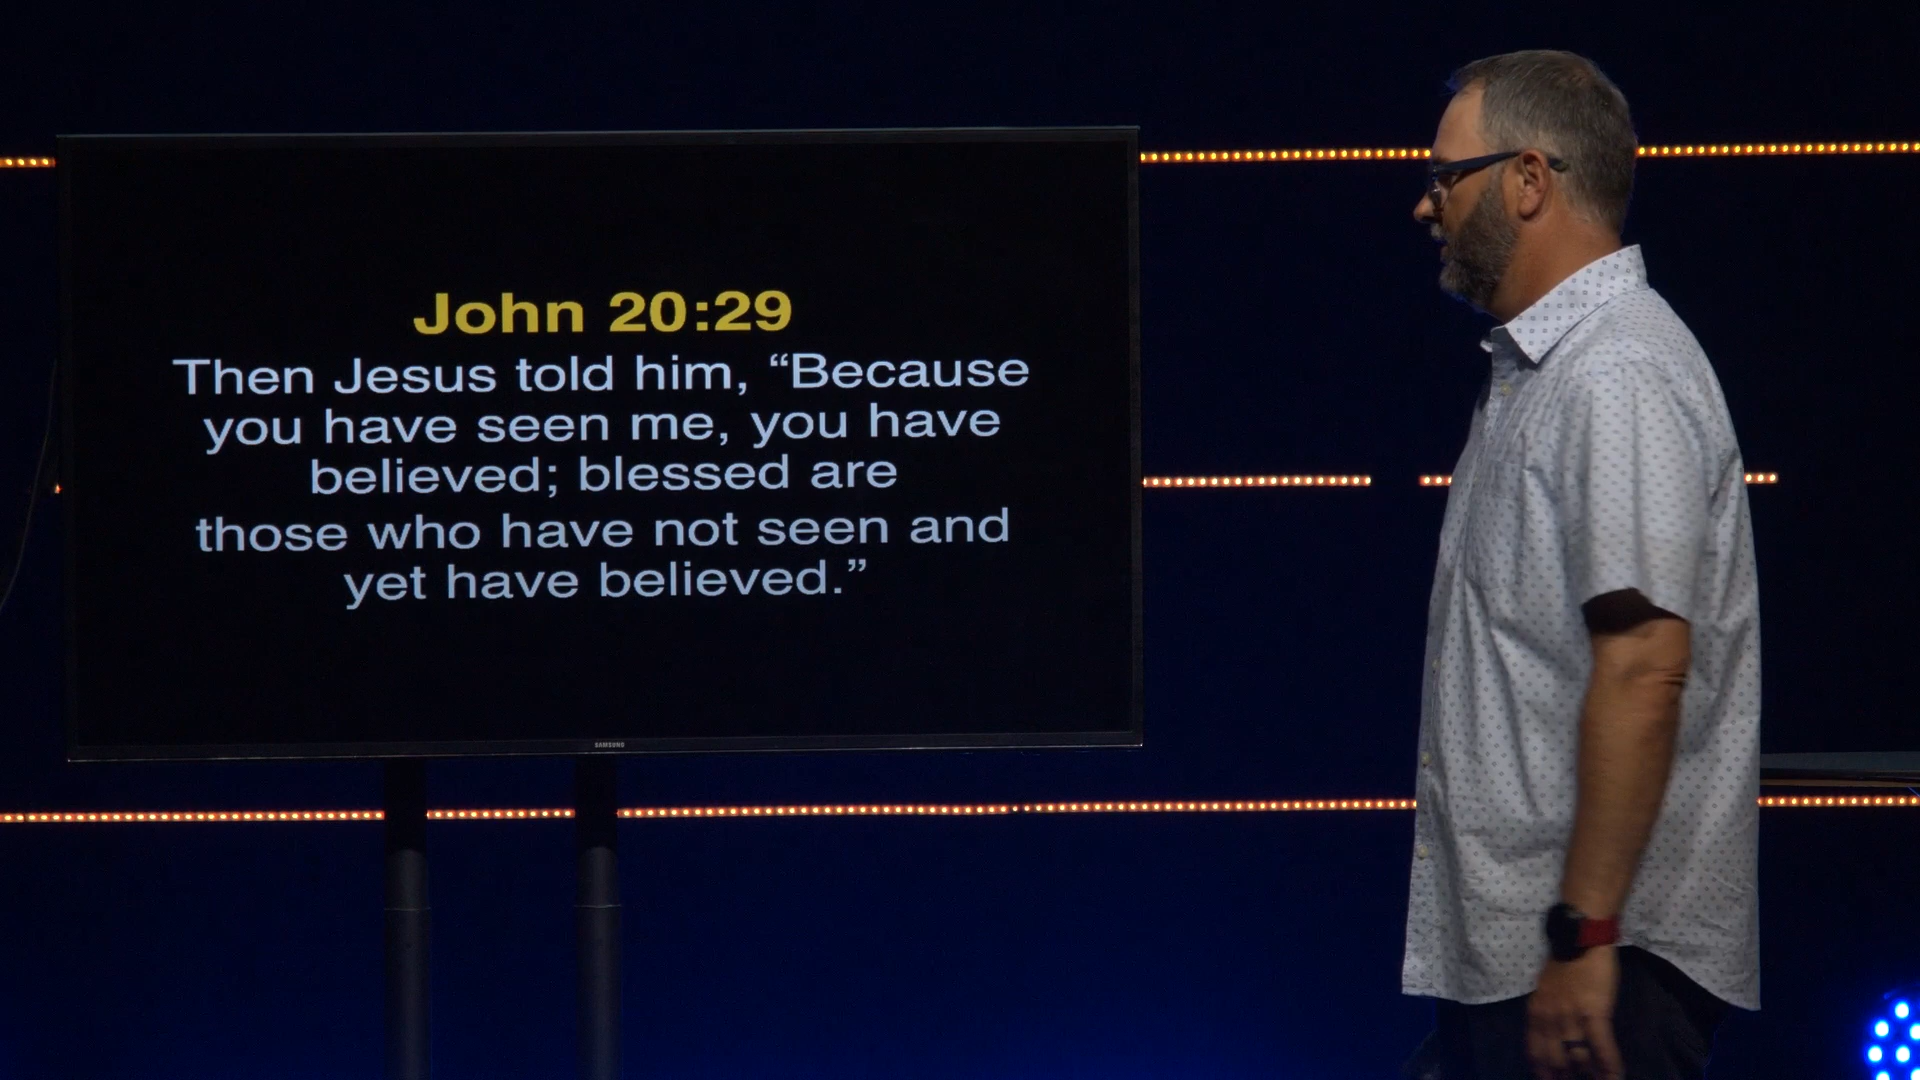 John 20:29
Then Jesus told him, “Because
you have seen me, you have
believed; blessed are
those who have not seen and
yet have believed.”
SAMSUNG